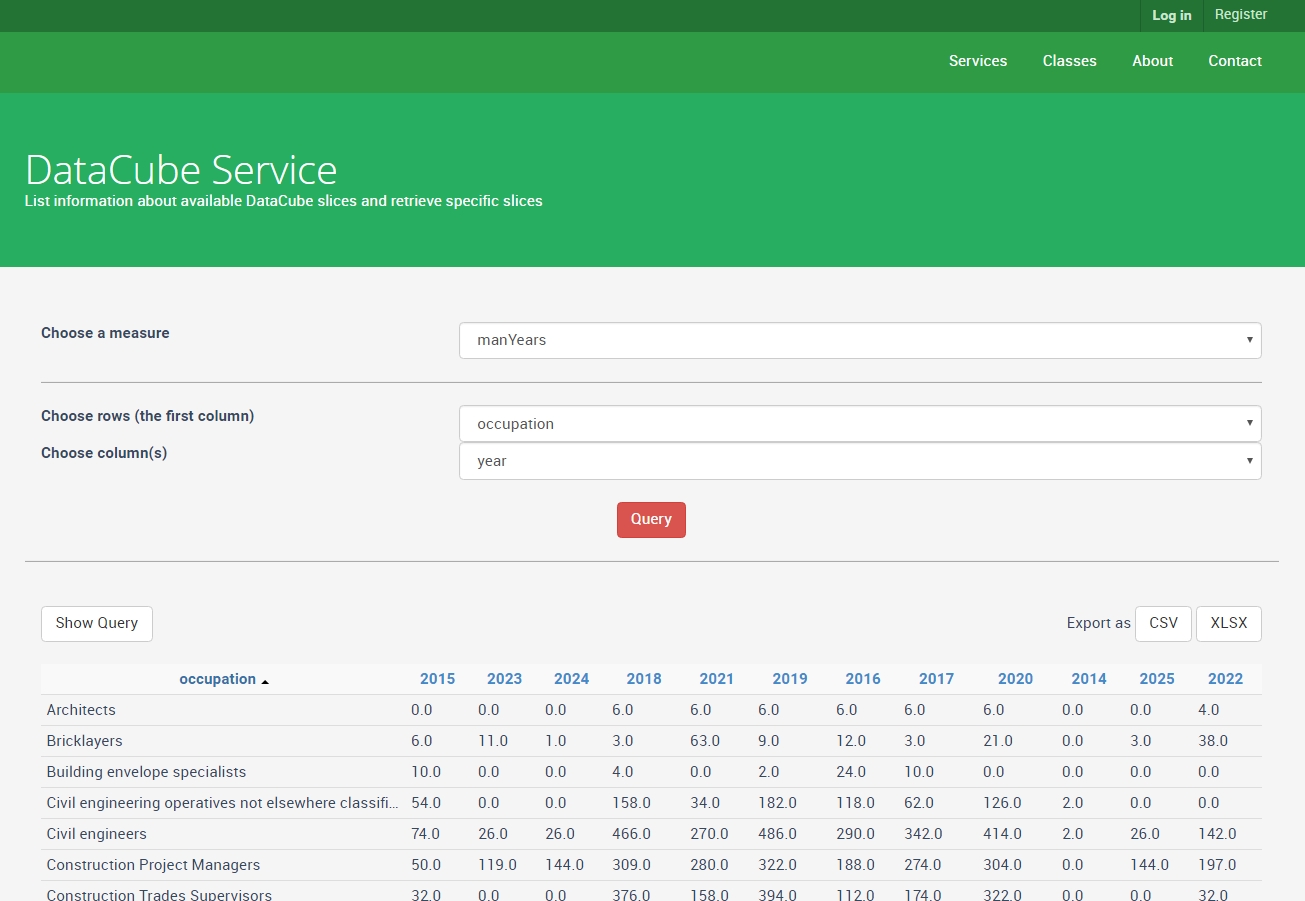 Log in Register
Services Classes About Contact
DataCube Service
List information about available DataCube slices and retrieve specific slices
Choose a measure manYears
Choose rows (the first column) occupation
Choose column(s) year
Query
Show Query Export as CSV XLSX
occupation 2015 2023 2024 2018 2021 2019 2016 2017 2020 2014 2025 2022
Architects 0.0 0.0 0.0 6.0 6.0 6.0 6.0 6.0 6.0 0.0 0.0 4.0
Bricklayers 6.0 11.0 1.0 3.0 63.0 9.0 12.0 3.0 21.0 0.0 3.0 38.0
Building envelope specialists 10.0 0.0 0.0 4.0 0.0 2.0 24.0 10.0 0.0 0.0 0.0 0.0
Civil engineering operatives not elsewhere classifi... 54.0 0.0 0.0 158.0 34.0 182.0 118.0 62.0 126.0 2.0 0.0 0.0
Civil engineers 74.0 26.0 26.0 466.0 270.0 486.0 290.0 342.0 414.0 2.0 26.0 142.0
Construction Project Managers 50.0 119.0 144.0 309.0 280.0 322.0 188.0 274.0 304.0 0.0 144.0 197.0
Construction Trades Supervisors 32.0 0.0 0.0 376.0 158.0 394.0 112.0 174.0 322.0 0.0 0.0 32.0